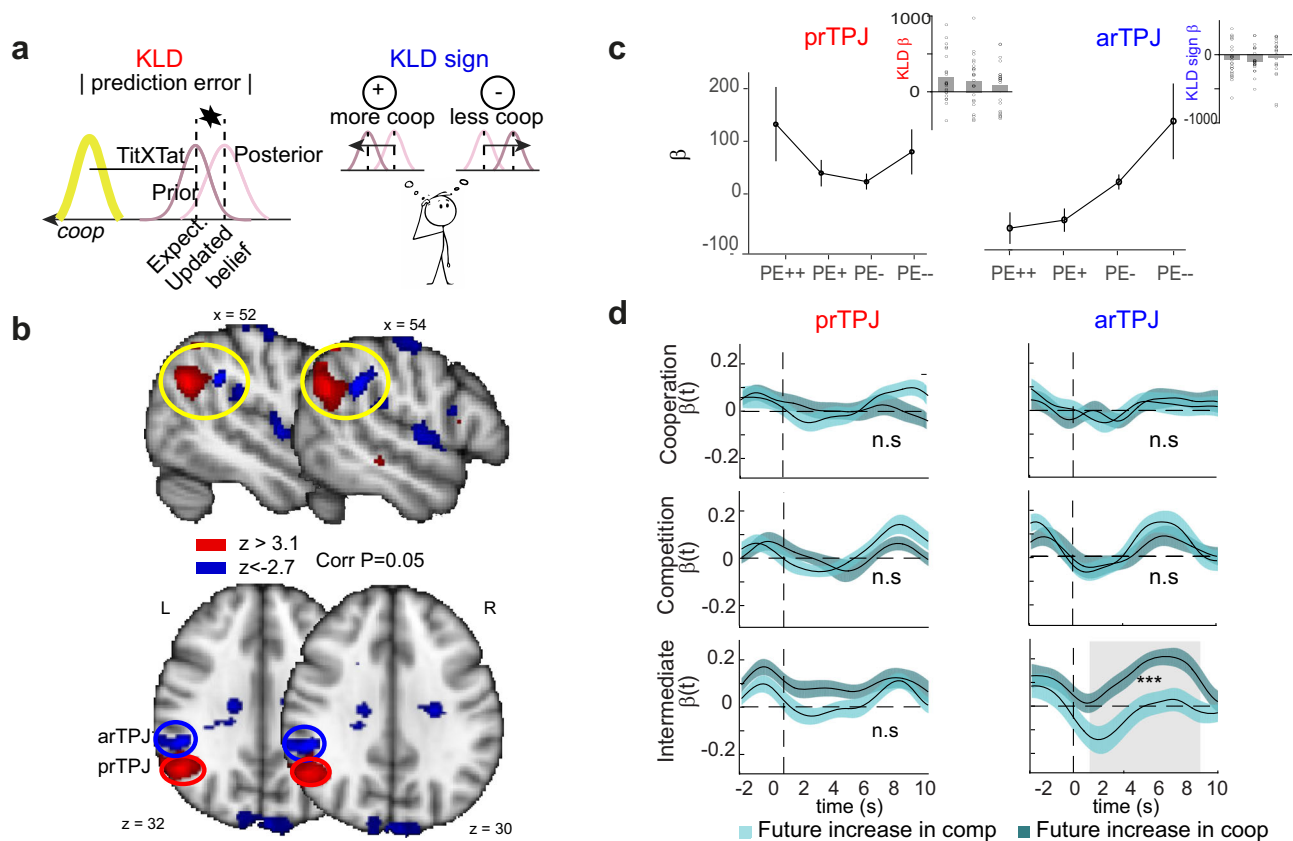 a
KLD
| prediction error |
TitXTat
Posterior
Prior
coop
Expect.
Updated
belief
KLD sign
+
-
more coop
less coop
b
x = 52
x = 54
z > 3.1
z<-2.7
Corr P=0.05
L
R
arTPJ
prTPJ
z = 32
z = 30
c
prTPJ
KLD β
1000
0
β
200
100
0
-100
PE++
PE+
PE-
PE--
arTPJ
KLD sign β
0
-1000
PE++
PE+
PE-
PE--
d
prTPJ
arTPJ
Cooperation
β(t)
0.2
0
-0.2
n.s
n.s
Competition
β(t)
0.2
0
-0.2
n.s
n.s
Intermediate
β(t)
0.2
0
-0.2
n.s
***
-2 0 2 4 6 8 10
time (s)
-2 0 2 4 6 8 10
time (s)
Future increase in comp
Future increase in coop